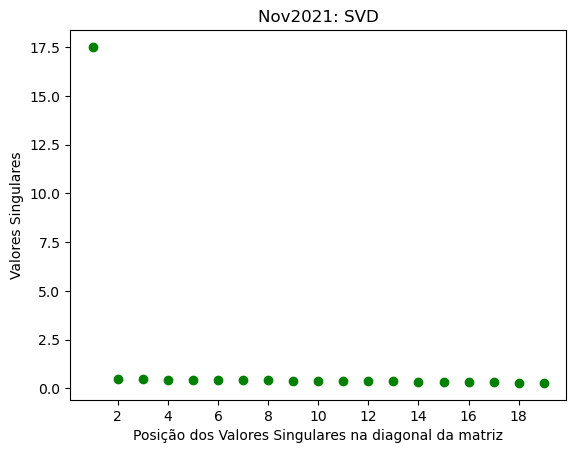 Nov2021: SVD
17.5
15.0
12.5
10.0
7.5
5.0
2.5
0.0
Valores Singulares
2 4 6 8 10 12 14 16 18
Posição dos Valores Singulares na diagonal da matriz